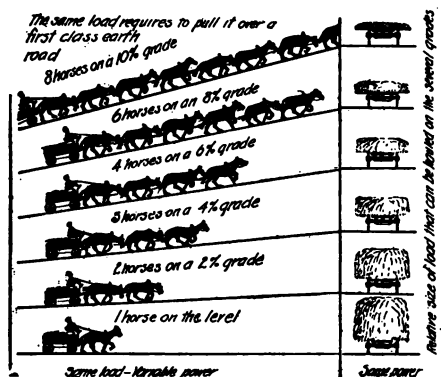 The same load requires to pull it over a
first class earth
road
8 horses on a 10% grade
6 horses on an 8% grade
4 horses on a 6% grade
3 horses on a 4% grade
2 horses on a 2% grade
1 horse on the level
Same load-Variable power
Same power
Relative size of load that can be hauled on the several grades